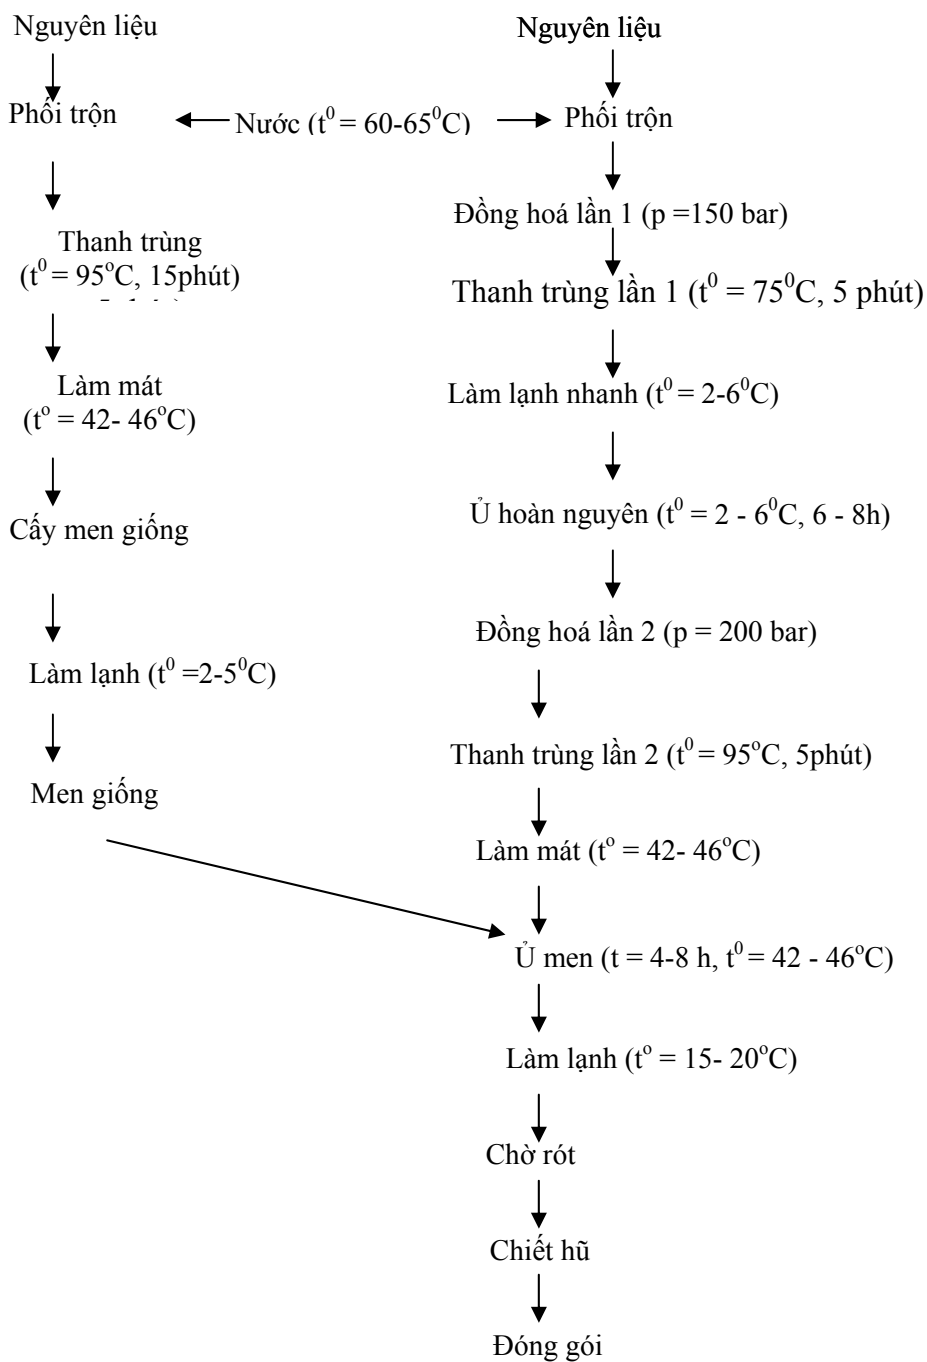 Nguyên liệu
Phối trộn
Thanh trùng
(t⁰ = 95ᵒC, 15phút)
Làm mát
(tᵒ = 42- 46ᵒC)
Cấy men giống
Làm lạnh (t⁰ =2-5⁰C)
Men giống
Nước (t⁰ = 60-65⁰C)
Nguyên liệu
Phối trộn
Đồng hoá lần 1 (p =150 bar)
Thanh trùng lần 1 (t⁰ = 75⁰C, 5 phút)
Làm lạnh nhanh (t⁰ = 2-6⁰C)
Ủ hoàn nguyên (t⁰ = 2 - 6⁰C, 6 - 8h)
Đồng hoá lần 2 (p = 200 bar)
Thanh trùng lần 2 (t⁰ = 95ᵒC, 5phút)
Làm mát (tᵒ = 42- 46ᵒC)
Ủ men (t = 4-8 h, t⁰ = 42 - 46ᵒC)
Làm lạnh (tᵒ = 15- 20ᵒC)
Chờ rót
Chiết hũ
Đóng gói